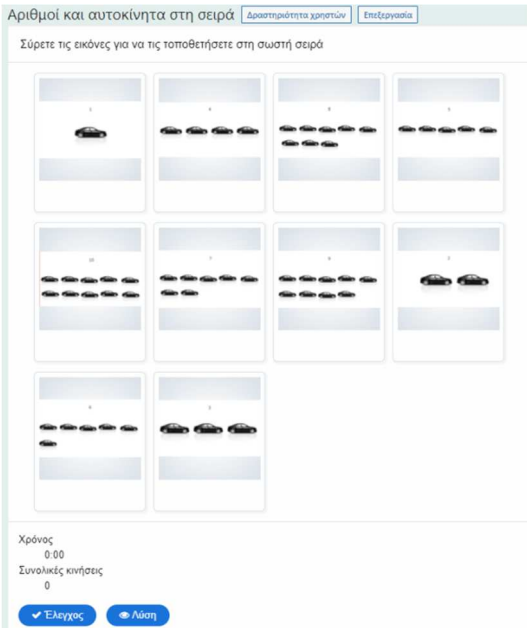 Αριθμοί και αυτοκίνητα στη σειρά Δραστηριότητα χρηστών Επεξεργασία
Σύρετε τις εικόνες για να τις τοποθετήσετε στη σωστή σειρά
10
Χρόνος
0:00
Συνολικές κινήσεις
0
Έλεγχος Λύση